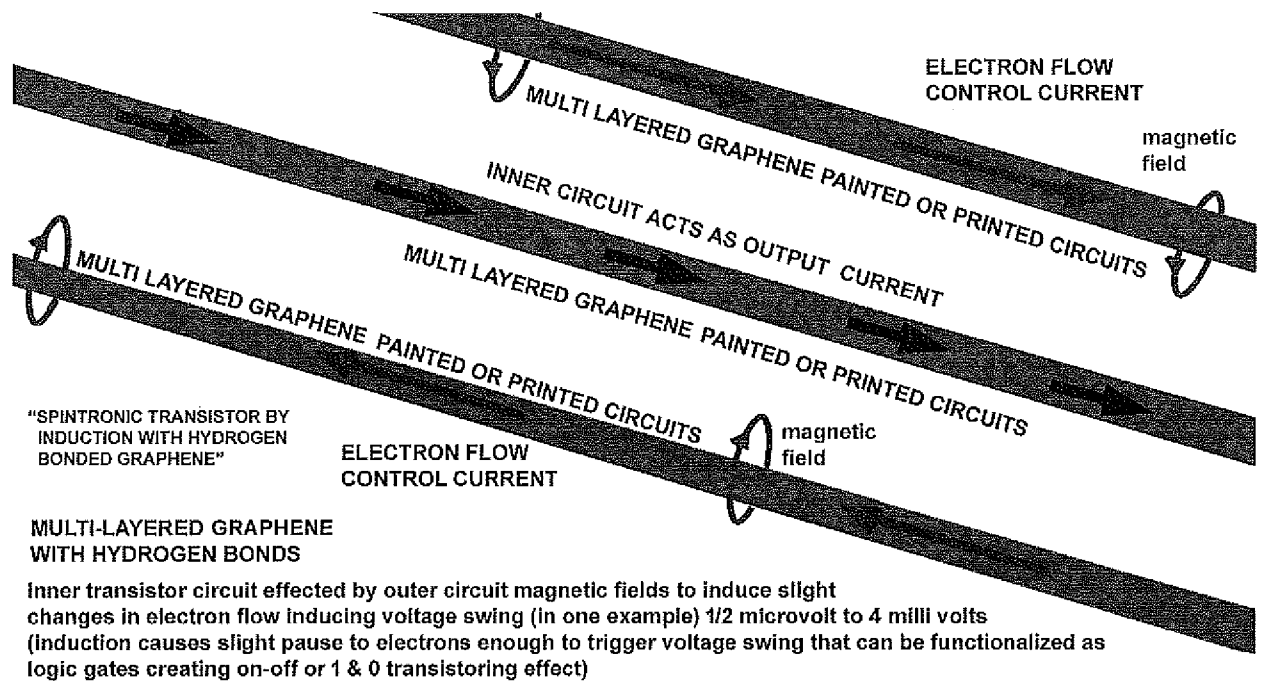 ELECTRON FLOW
CONTROL CURRENT
magnetic
field
MULTI LAYERED GRAPHENE PAINTED OR PRINTED CIRCUITS
INNER CIRCUIT ACTS AS OUTPUT CURRENT
MULTI LAYERED GRAPHENE PAINTED OR PRINTED CIRCUITS
MULTI LAYERED GRAPHENE PAINTED OR PRINTED CIRCUITS
"SPINTRONIC TRANSISTOR BY
INDUCTION WITH HYDROGEN
BONDED GRAPHENE"
ELECTRON FLOW
CONTROL CURRENT
magnetic
field
MULTI-LAYERED GRAPHENE
WITH HYDROGEN BONDS
Inner transistor circuit effected by outer circuit magnetic fields to induce slight
changes in electron flow inducing voltage swing (in one example) 1/2 microvolt to 4 milli volts
(induction causes slight pause to electrons enough to trigger voltage swing that can be functionalized as
logic gates creating on-off or 1 & 0 transistoring effect)